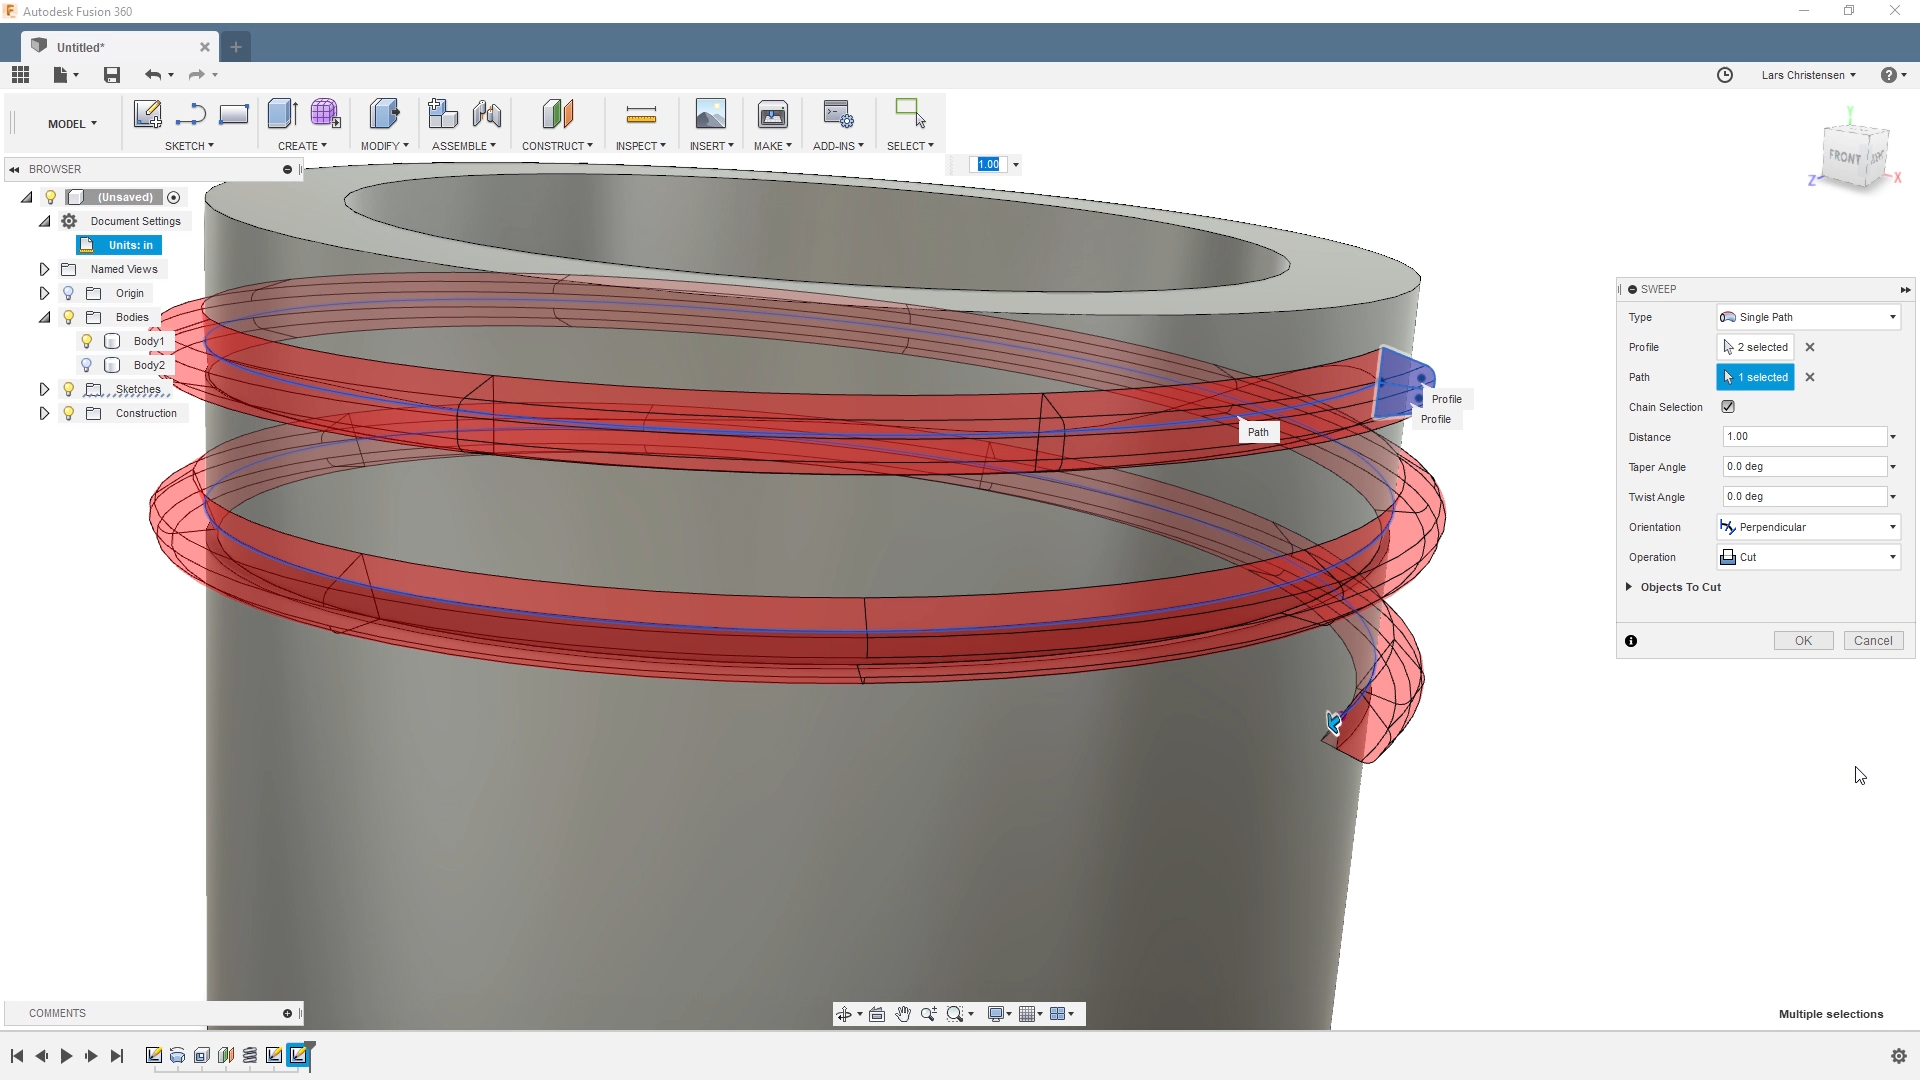 Autodesk Fusion 360
Untitled*
Lars Christensen
MODEL
SKETCH
CREATE
MODIFY
ASSEMBLE
CONSTRUCT
INSPECT
INSERT
MAKE
ADD-INS
SELECT
BROWSER
1.00
(Unsaved)
Document Settings
Units: in
Named Views
Origin
Bodies
Body1
Body2
Sketches
Construction
Y
FRONT
Z
X
SWEEP
Type Single Path
Profile 2 selected
Path 1 selected
Chain Selection
Distance 1.00
Taper Angle 0.0 deg
Twist Angle 0.0 deg
Orientation Perpendicular
Operation Cut
Objects To Cut
OK Cancel
Profile
Profile
Path
COMMENTS
Multiple selections